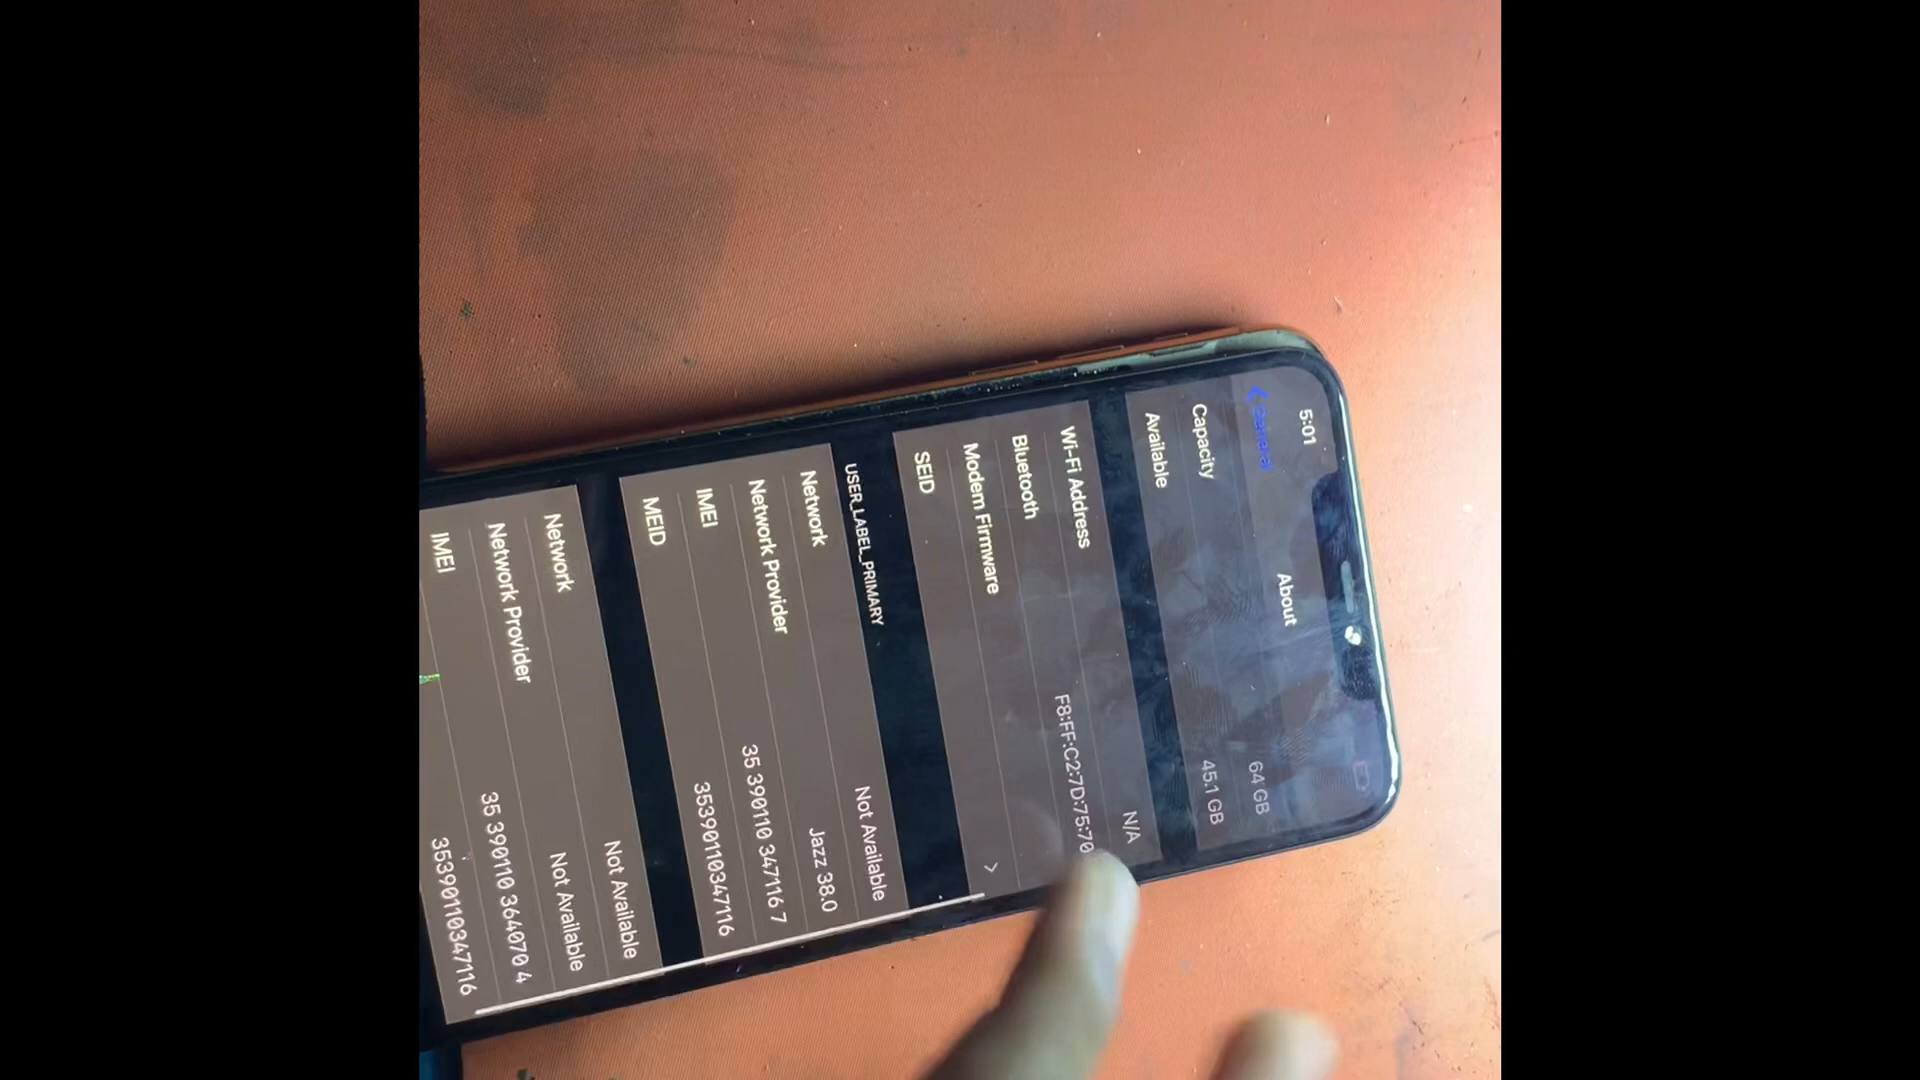 5:01
General
About
Capacity 64 GB
Available 45.1 GB
Wi-Fi Address N/A
Bluetooth F8:FF:C2:7D:75:70
Modem Firmware
SEID
USER_LABEL_PRIMARY
Network Not Available
Network Provider Jazz 38.0
IMEI 35 390110 347116 7
MEID 35390110347116
Network Not Available
Network Provider Not Available
IMEI 35 390110 364070 4
35390110347116